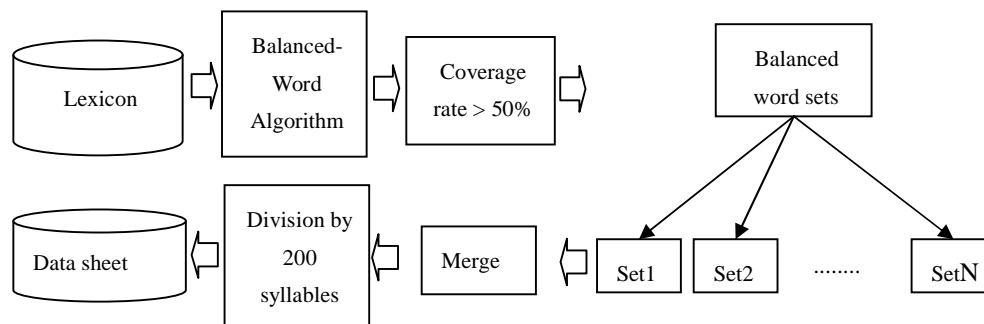 Lexicon
Balanced-
Word
Algorithm
Coverage
rate > 50%
Balanced
word sets
Data sheet
Division by
200
syllables
Merge
Set1
Set2
........
SetN